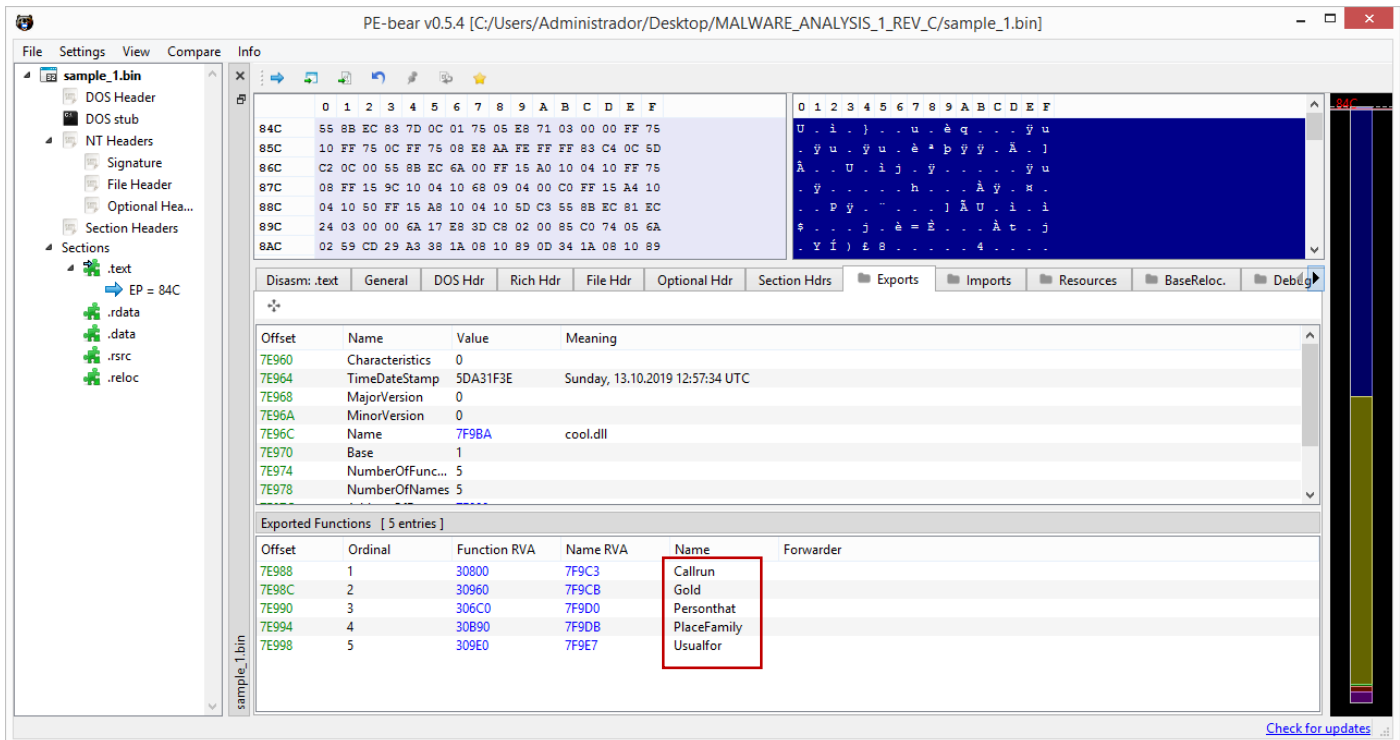 PE-bear v0.5.4 [C:/Users/Administrador/Desktop/MALWARE_ANALYSIS_1_REV_C/sample_1.bin]
File Settings View Compare Info
sample_1.bin
DOS Header
DOS stub
NT Headers
Signature
File Header
Optional Hea...
Section Headers
Sections
.text
EP = 84C
.rdata
.data
.rsrc
.reloc
sample_1.bin
0 1 2 3 4 5 6 7 8 9 A B C D E F
84C 55 8B EC 83 7D 0C 01 75 05 E8 71 03 00 00 FF 75
85C 10 FF 75 0C FF 75 08 E8 AA FE FF FF 83 C4 0C 5D
86C C2 0C 00 55 8B EC 6A 00 FF 15 A0 10 04 10 FF 75
87C 08 FF 15 9C 10 04 10 68 09 04 00 C0 FF 15 A4 10
88C 04 10 50 FF 15 A8 10 04 10 5D C3 55 8B EC 81 EC
89C 24 03 00 00 6A 17 E8 3D C8 02 00 85 C0 74 05 6A
8AC 02 59 CD 29 A3 38 1A 08 10 89 0D 34 1A 08 10 89
0 1 2 3 4 5 6 7 8 9 A B C D E F
U . ì . } . . u . è q . . . ÿ u
. ÿ u . ÿ u . è ª þ ÿ ÿ . Ä . ]
Â . . U . ì j . ÿ . . . . . ÿ u
. ÿ . . . . . h . . . À ÿ . ¤ .
. . P ÿ . ¨ . . . ] Ã U . ì . ì
$ . . . j . è = È . . . À t . j
. Y Í ) £ 8 . . . . . 4 . . . .
84C
Disasm: .text General DOS Hdr Rich Hdr File Hdr Optional Hdr Section Hdrs Exports Imports Resources BaseReloc. Debug
Offset Name Value Meaning
7E960 Characteristics 0
7E964 TimeDateStamp 5DA31F3E Sunday, 13.10.2019 12:57:34 UTC
7E968 MajorVersion 0
7E96A MinorVersion 0
7E96C Name 7F9BA cool.dll
7E970 Base 1
7E974 NumberOfFunc... 5
7E978 NumberOfNames 5
Exported Functions [ 5 entries ]
Offset Ordinal Function RVA Name RVA Name Forwarder
7E988 1 30800 7F9C3 Callrun
7E98C 2 30960 7F9CB Gold
7E990 3 306C0 7F9D0 Personthat
7E994 4 30B90 7F9DB PlaceFamily
7E998 5 309E0 7F9E7 Usualfor
Check for updates